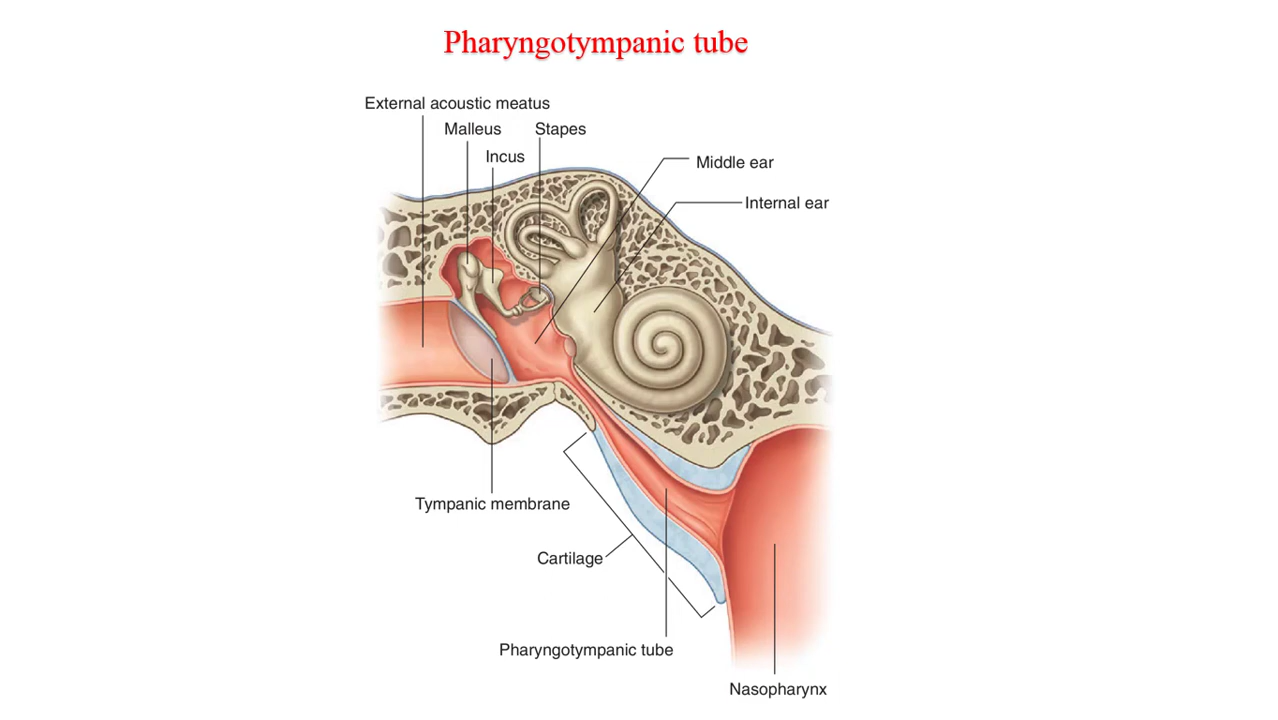 Pharyngotympanic tube
External acoustic meatus
Malleus
Stapes
Incus
Middle ear
Internal ear
Tympanic membrane
Cartilage
Pharyngotympanic tube
Nasopharynx